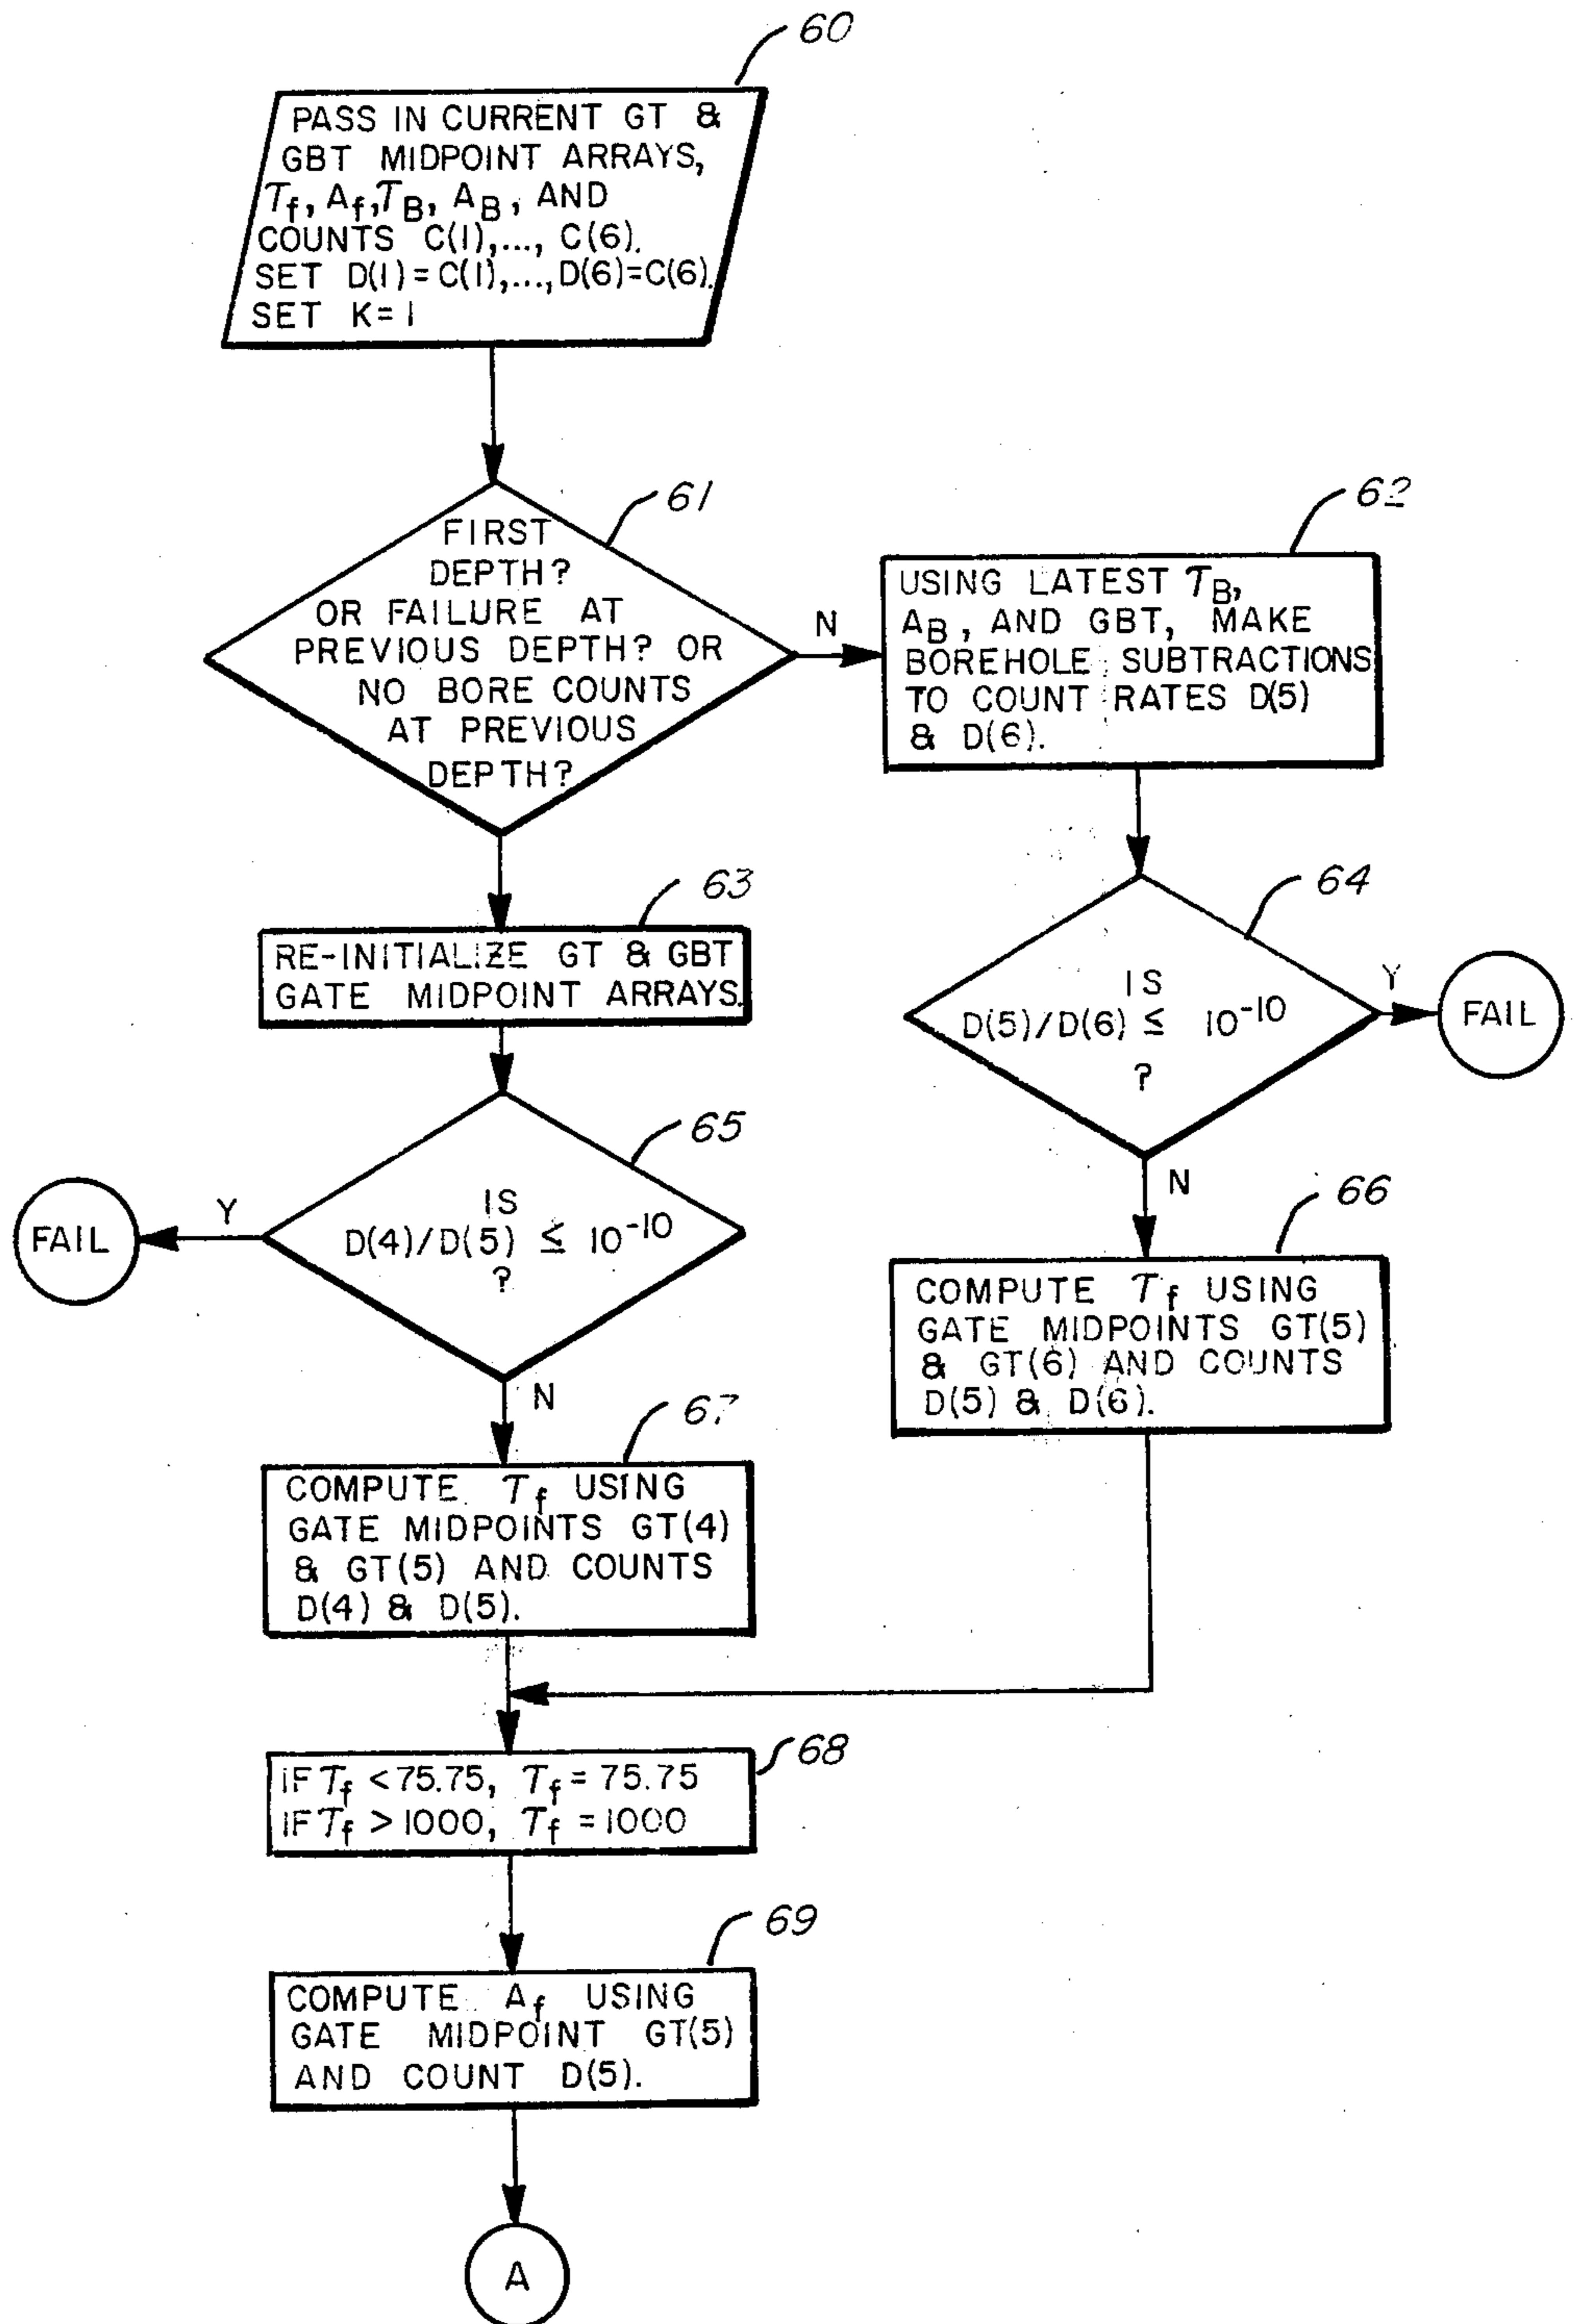 60
PASS IN CURRENT GT &
GBT MIDPOINT ARRAYS,
τf, Af, τB, AB, AND
COUNTS C(1),..., C(6).
SET D(1)=C(1),...,D(6)=C(6).
SET K=1
61
FIRST
DEPTH?
OR FAILURE AT
PREVIOUS DEPTH? OR
NO BORE COUNTS
AT PREVIOUS
DEPTH?
N
62
USING LATEST τB,
AB, AND GBT, MAKE
BOREHOLE SUBTRACTIONS
TO COUNT RATES D(5)
& D(6).
63
RE-INITIALIZE GT & GBT
GATE MIDPOINT ARRAYS.
64
IS
D(5)/D(6) ≤ 10⁻¹⁰
?
Y
FAIL
N
65
IS
D(4)/D(5) ≤ 10⁻¹⁰
?
Y
FAIL
N
66
COMPUTE τf USING
GATE MIDPOINTS GT(5)
& GT(6) AND COUNTS
D(5) & D(6).
67
COMPUTE τf USING
GATE MIDPOINTS GT(4)
& GT(5) AND COUNTS
D(4) & D(5).
68
IF τf <75.75, τf = 75.75
IF τf > 1000, τf = 1000
69
COMPUTE Af USING
GATE MIDPOINT GT(5)
AND COUNT D(5).
A